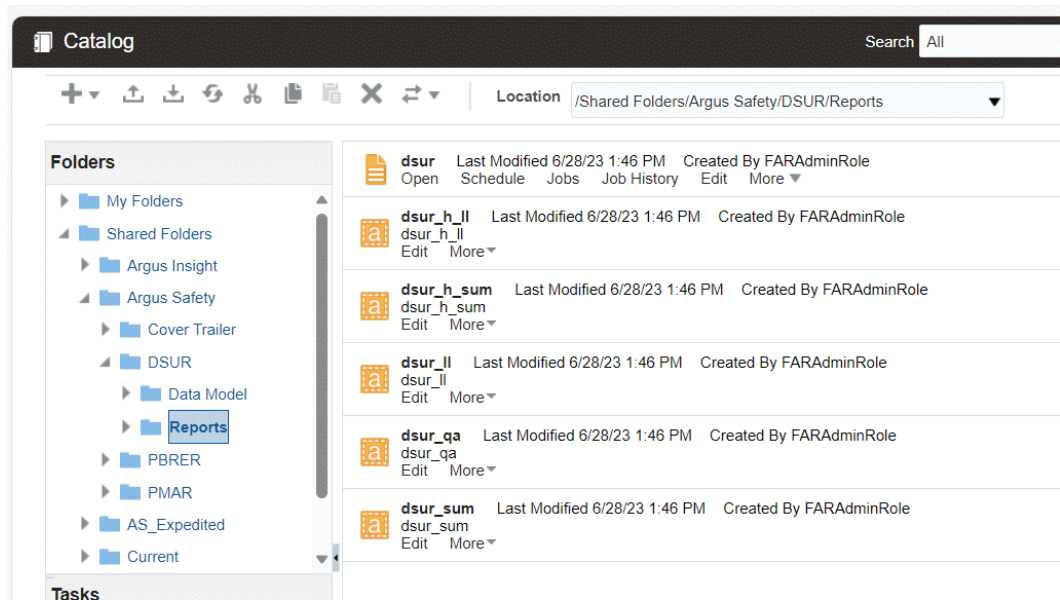 Catalog
Search All
Location /Shared Folders/Argus Safety/DSUR/Reports
Folders
My Folders
Shared Folders
Argus Insight
Argus Safety
Cover Trailer
DSUR
Data Model
Reports
PBRER
PMAR
AS_Expedited
Current
Tasks
dsur Last Modified 6/28/23 1:46 PM Created By FARAdminRole
Open Schedule Jobs Job History Edit More
dsur_h_ll Last Modified 6/28/23 1:46 PM Created By FARAdminRole
dsur_h_ll
Edit More
dsur_h_sum Last Modified 6/28/23 1:46 PM Created By FARAdminRole
dsur_h_sum
Edit More
dsur_ll Last Modified 6/28/23 1:46 PM Created By FARAdminRole
dsur_ll
Edit More
dsur_qa Last Modified 6/28/23 1:46 PM Created By FARAdminRole
dsur_qa
Edit More
dsur_sum Last Modified 6/28/23 1:46 PM Created By FARAdminRole
dsur_sum
Edit More